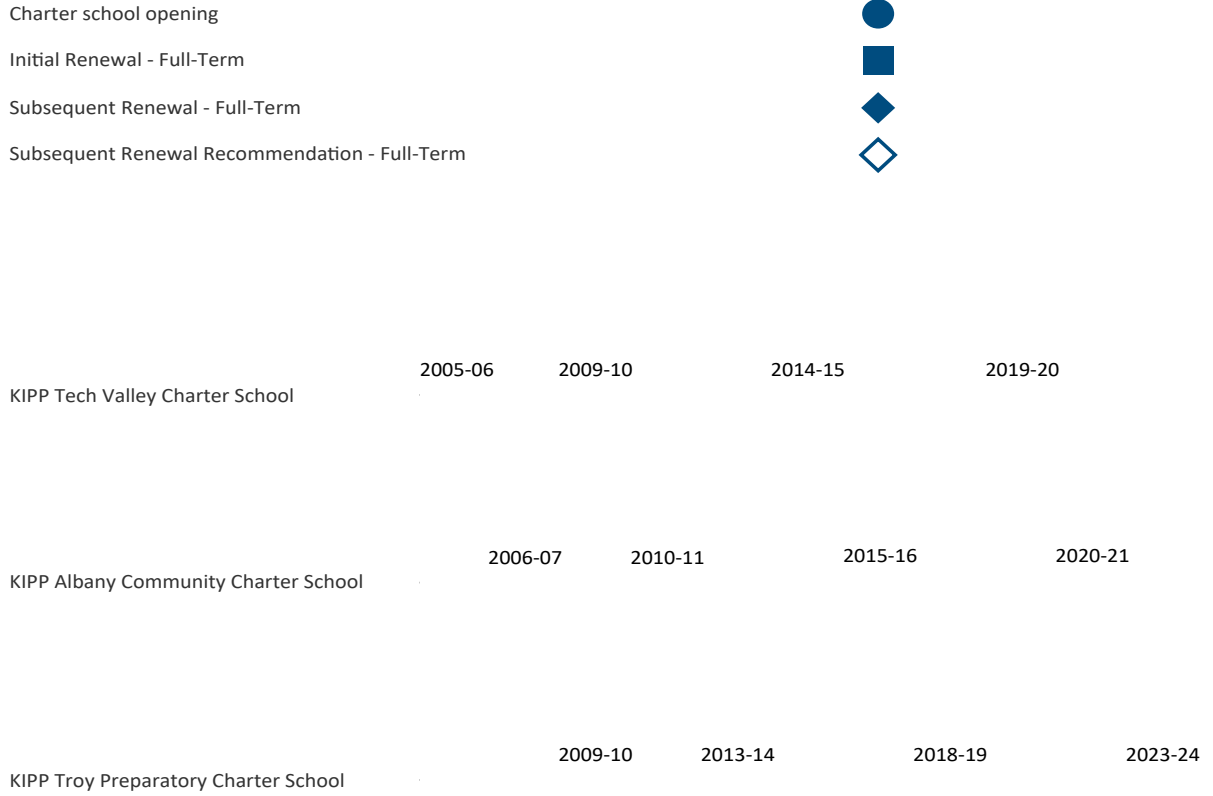 Charter school opening
Initial Renewal - Full-Term
Subsequent Renewal - Full-Term
Subsequent Renewal Recommendation - Full-Term
2005-06 2009-10 2014-15 2019-20
KIPP Tech Valley Charter School
2006-07 2010-11 2015-16 2020-21
KIPP Albany Community Charter School
2009-10 2013-14 2018-19 2023-24
KIPP Troy Preparatory Charter School